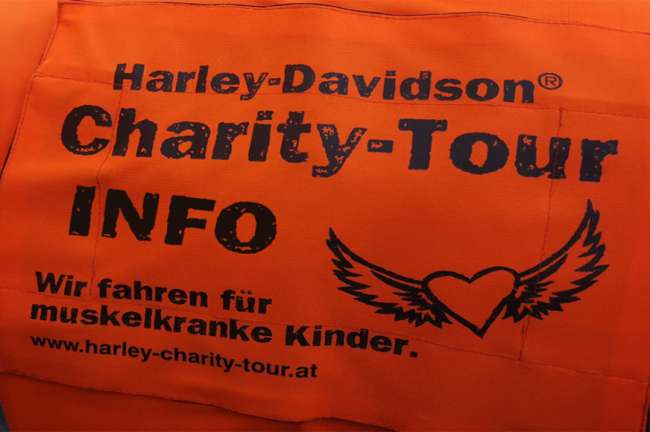 Harley-Davidson®
Charity-Tour
INFO
Wir fahren für
muskelkranke Kinder.
www.harley-charity-tour.at